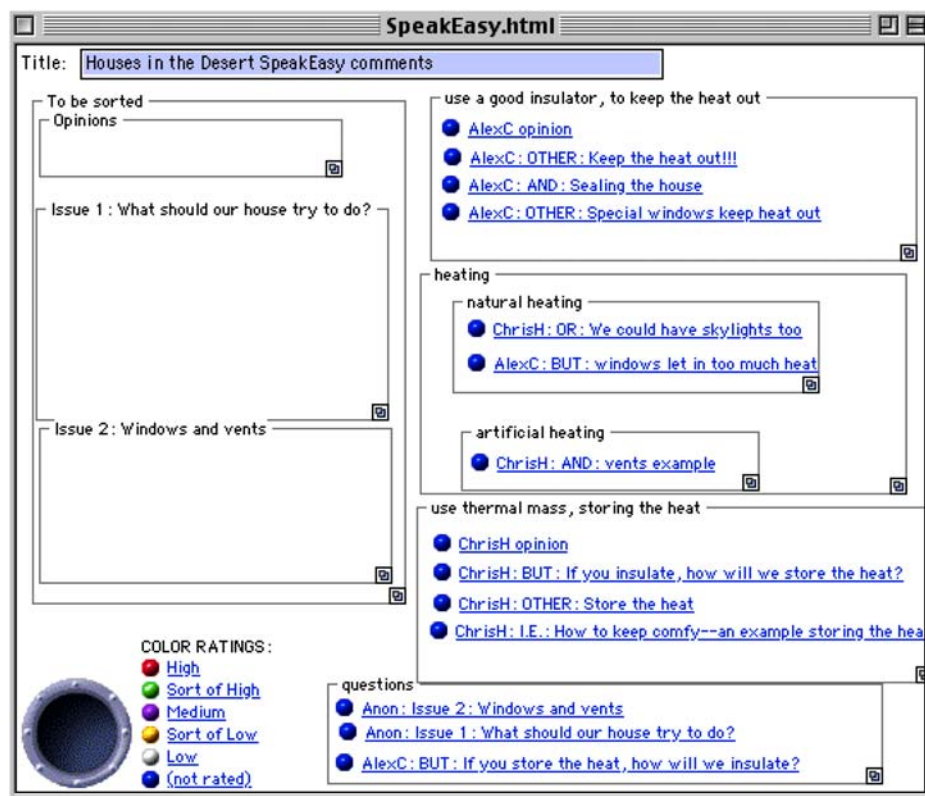 SpeakEasy.html
Title: Houses in the Desert SpeakEasy comments
To be sorted
Opinions
Issue 1: What should our house try to do?
Issue 2: Windows and vents
use a good insulator, to keep the heat out
AlexC opinion
AlexC: OTHER: Keep the heat out!!!
AlexC: AND: Sealing the house
AlexC: OTHER: Special windows keep heat out
heating
natural heating
ChrisH: OR: We could have skylights too
AlexC: BUT: windows let in too much heat
artificial heating
ChrisH: AND: vents example
use thermal mass, storing the heat
ChrisH opinion
ChrisH: BUT: If you insulate, how will we store the heat?
ChrisH: OTHER: Store the heat
ChrisH: I.E.: How to keep comfy--an example storing the hea
COLOR RATINGS:
High
Sort of High
Medium
Sort of Low
Low
(not rated)
questions
Anon: Issue 2: Windows and vents
Anon: Issue 1: What should our house try to do?
AlexC: BUT: If you store the heat, how will we insulate?